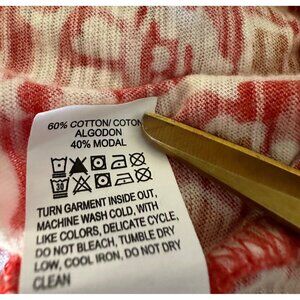 60% COTTON/COTON
ALGODON
40% MODAL
TURN GARMENT INSIDE OUT,
MACHINE WASH COLD, WITH
LIKE COLORS, DELICATE CYCLE,
DO NOT BLEACH, TUMBLE DRY
LOW, COOL IRON, DO NOT DRY
CLEAN